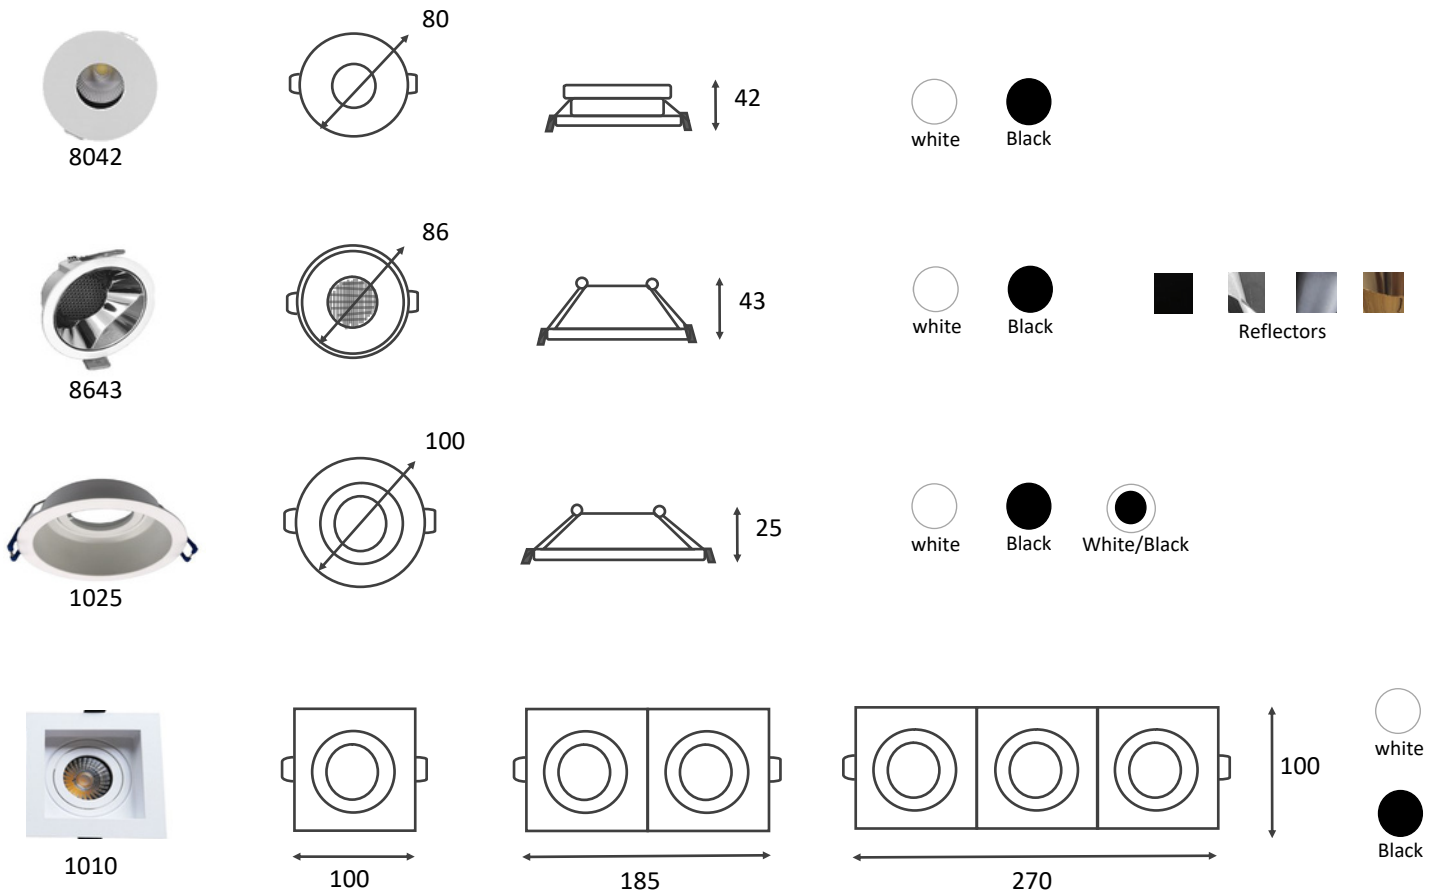 80
42
white
Black
8042
86
43
white
Black
Reflectors
8643
100
25
white
Black
White/Black
1025
100
white
Black
1010
100
185
270